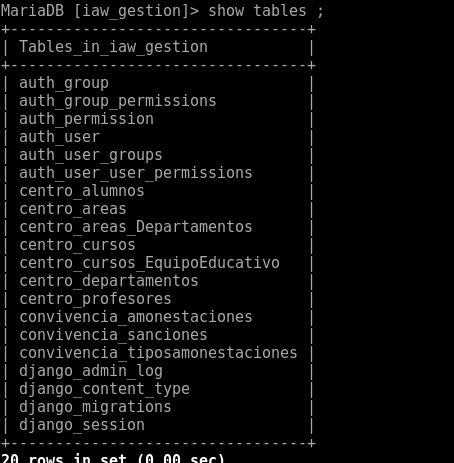 MariaDB [iaw_gestion]> show tables ;
+--------------------------------+
| Tables_in_iaw_gestion          |
+--------------------------------+
| auth_group                     |
| auth_group_permissions         |
| auth_permission                |
| auth_user                      |
| auth_user_groups               |
| auth_user_user_permissions     |
| centro_alumnos                 |
| centro_areas                   |
| centro_areas_Departamentos     |
| centro_cursos                  |
| centro_cursos_EquipoEducativo  |
| centro_departamentos           |
| centro_profesores              |
| convivencia_amonestaciones     |
| convivencia_sanciones          |
| convivencia_tiposamonestaciones |
| django_admin_log               |
| django_content_type            |
| django_migrations              |
| django_session                 |
+--------------------------------+
20 rows in set (0.00 sec)